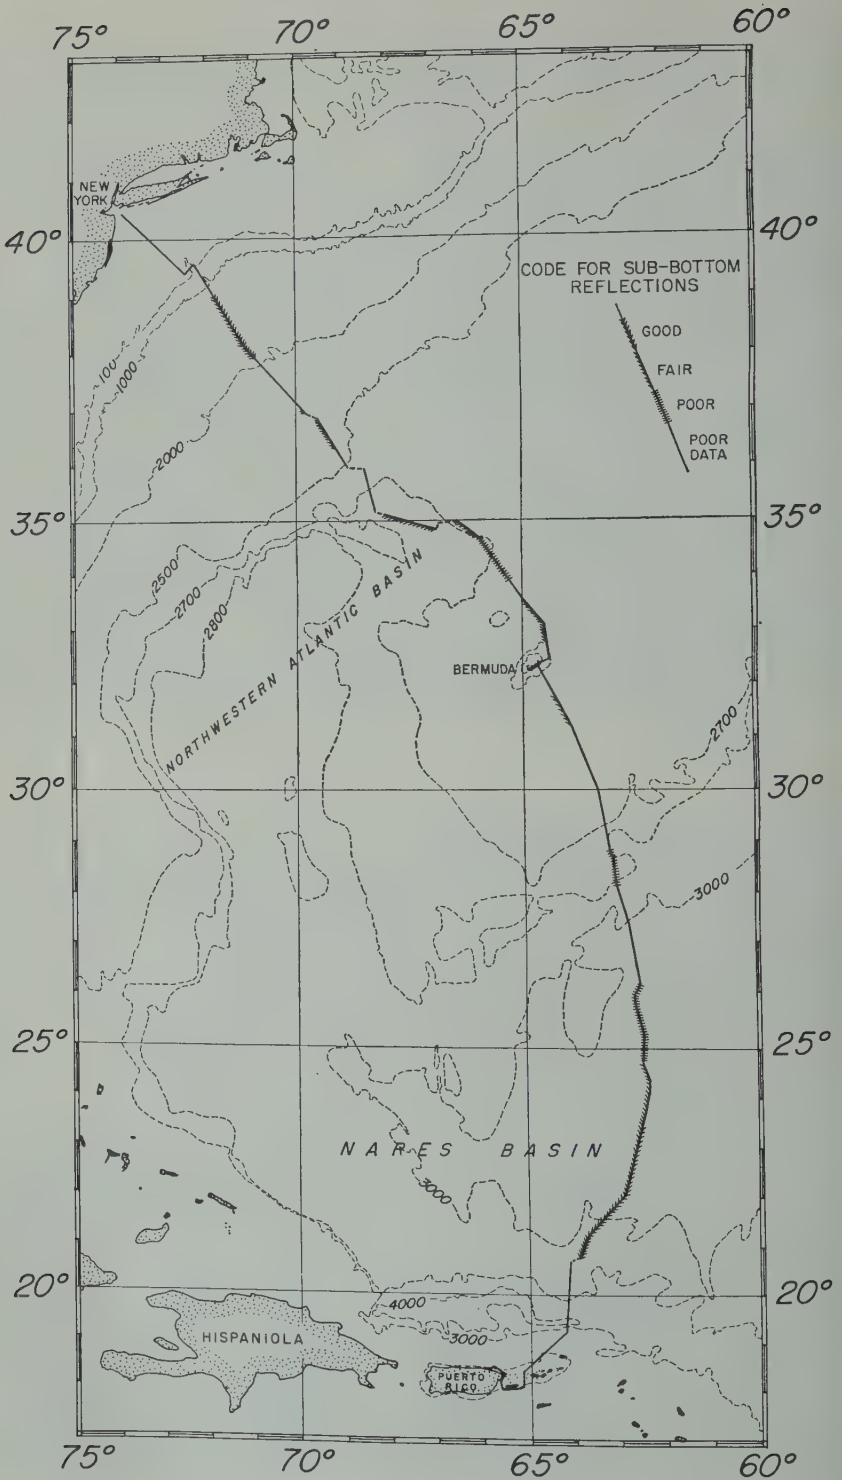 75° 70° 65° 60°
NEW
YORK
40° 40°
CODE FOR SUB-BOTTOM
REFLECTIONS
GOOD
FAIR
POOR
POOR
DATA
100
1000
2000
35° 35°
2500
2700
2800
NORTHWESTERN ATLANTIC BASIN
BERMUDA
2700
30° 30°
3000
25° 25°
NARES BASIN
3000
20° 20°
4000
3000
HISPANIOLA
PUERTO
RICO
75° 70° 65° 60°